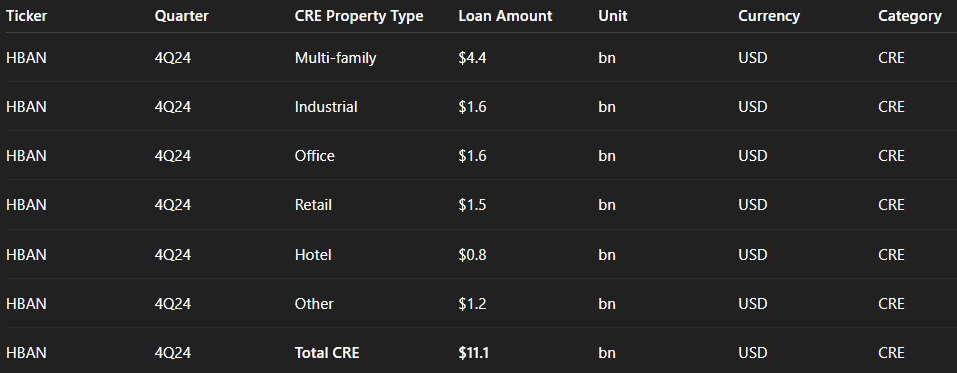 Ticker Quarter CRE Property Type Loan Amount Unit Currency Category
HBAN 4Q24 Multi-family $4.4 bn USD CRE
HBAN 4Q24 Industrial $1.6 bn USD CRE
HBAN 4Q24 Office $1.6 bn USD CRE
HBAN 4Q24 Retail $1.5 bn USD CRE
HBAN 4Q24 Hotel $0.8 bn USD CRE
HBAN 4Q24 Other $1.2 bn USD CRE
HBAN 4Q24 Total CRE $11.1 bn USD CRE